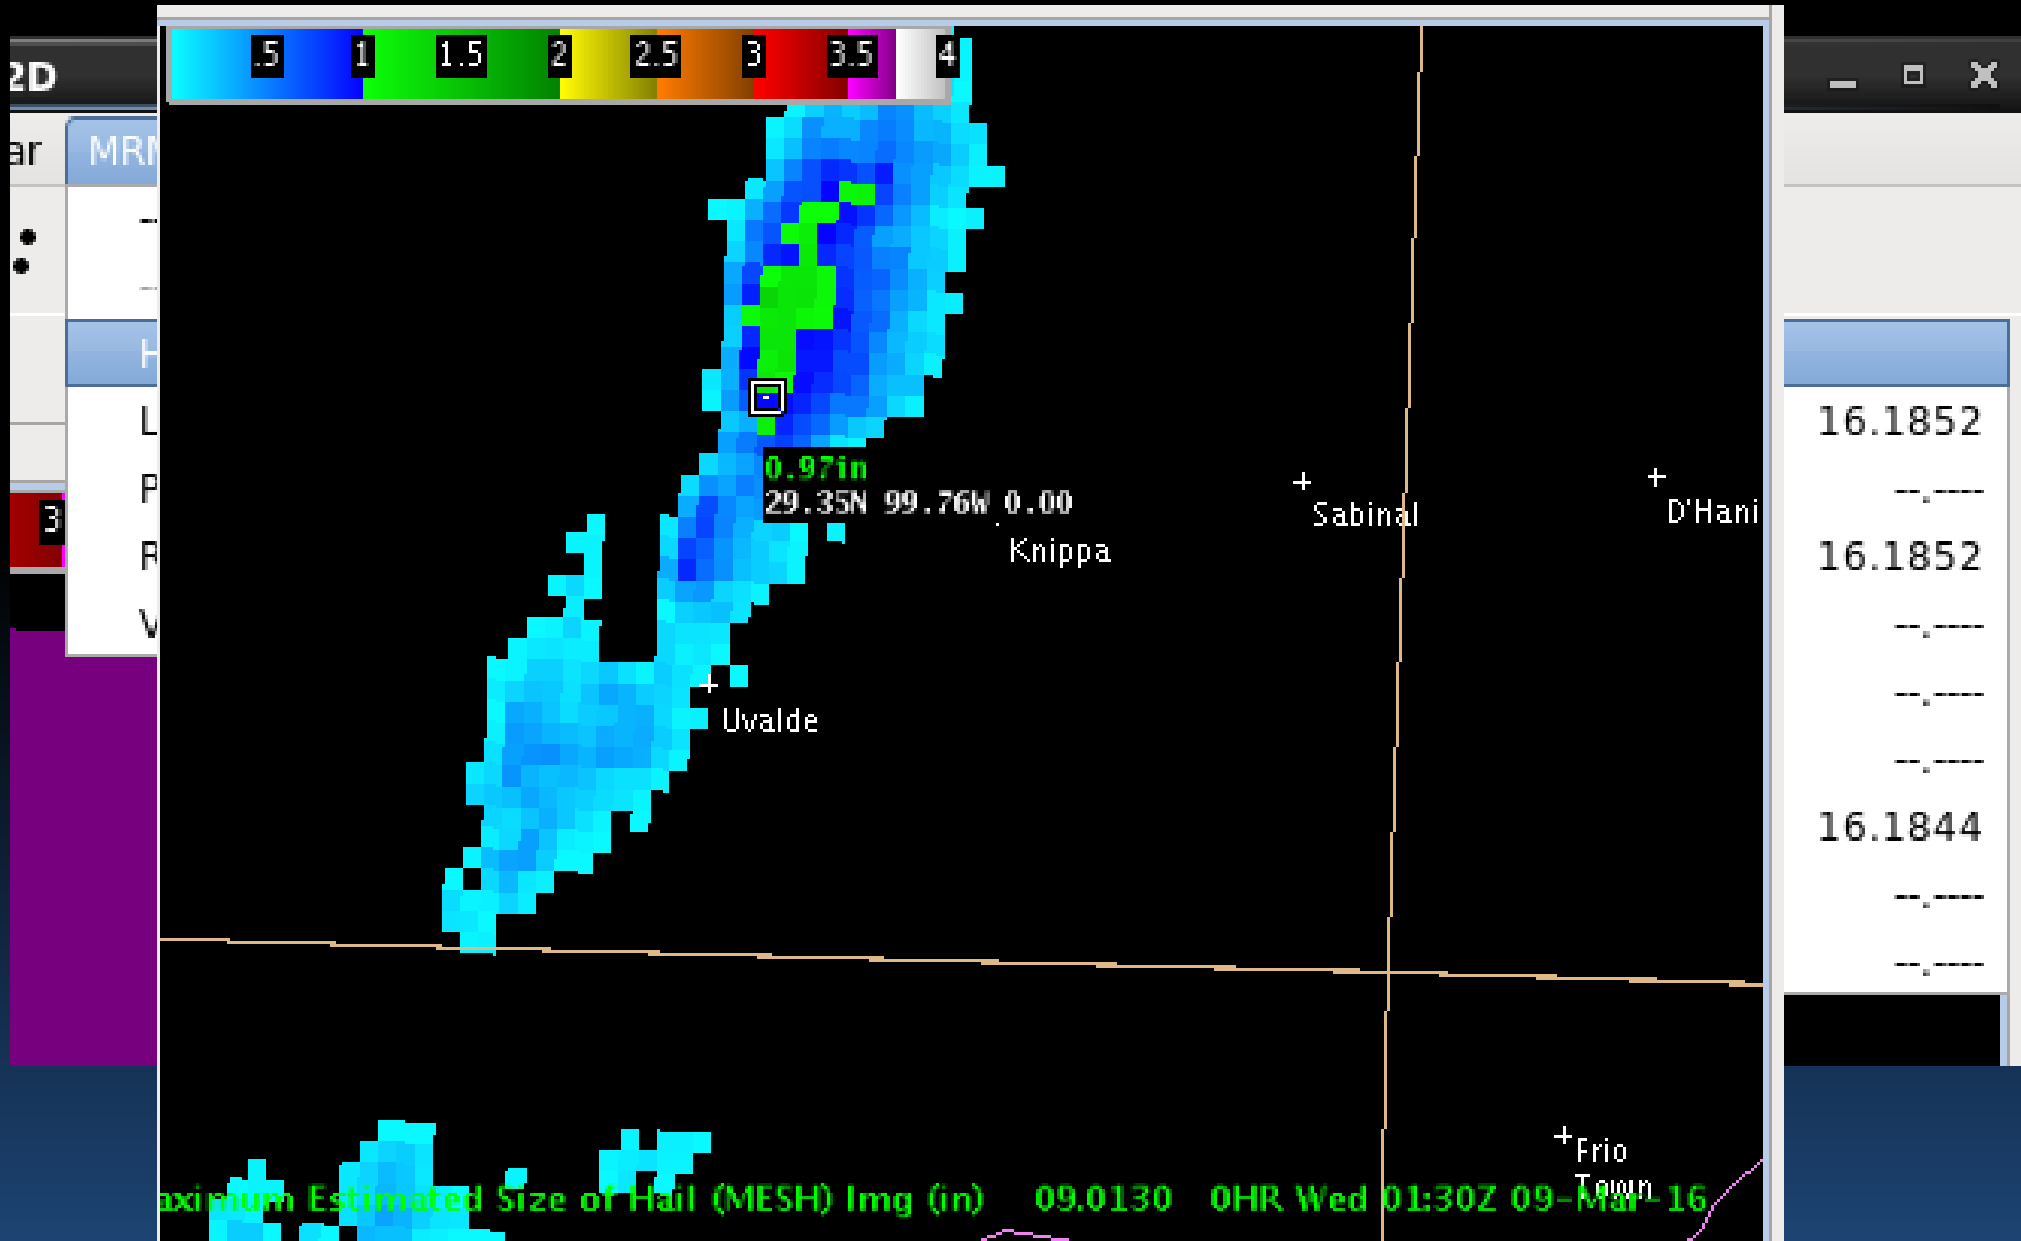 .5 1 1.5 2 2.5 3 3.5 4
2D
ar
MRM
H
L
P
R
V
3
0.97in
29.35N 99.76W 0.00
Knippa
Sabinal
D'Hani
Uvalde
Frio
Town
16.1852
--.----
16.1852
--.----
--.----
--.----
16.1844
--.----
--.----
aximum Estimated Size of Hail (MESH) Img (in) 09.0130 0HR Wed 01:30Z 09-Mar-16